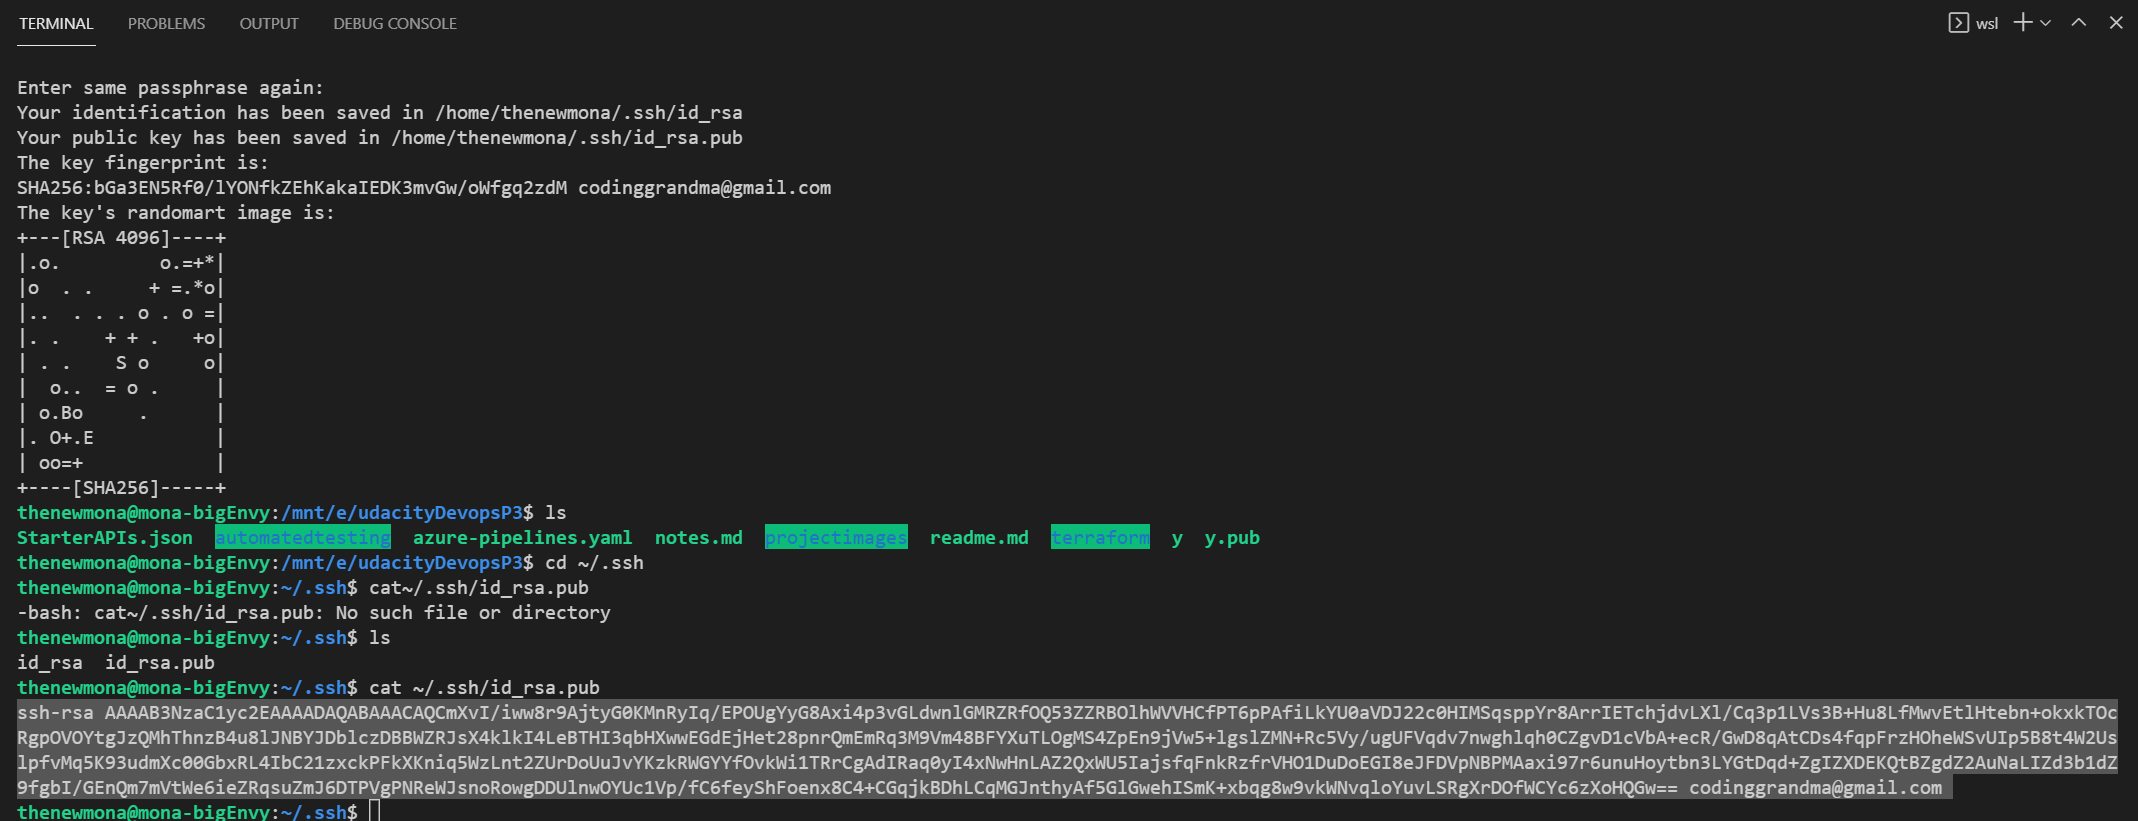 TERMINAL PROBLEMS OUTPUT DEBUG CONSOLE wsl
Enter same passphrase again:
Your identification has been saved in /home/thenewmona/.ssh/id_rsa
Your public key has been saved in /home/thenewmona/.ssh/id_rsa.pub
The key fingerprint is:
SHA256:bGa3EN5Rf0/lYONfkZEhKakaIEDK3mvGw/oWfgq2zdM codinggrandma@gmail.com
The key's randomart image is:
+---[RSA 4096]----+
|.o.         o.=+*|
|o  . .     + =.*o|
|..  . . . o . o =|
|. .    + + .   +o|
| . .    S o     o|
|  o..  = o .     |
| o.Bo     .      |
|. O+.E           |
| oo=+            |
+----[SHA256]-----+
thenewmona@mona-bigEnvy:/mnt/e/udacityDevopsP3$ ls
StarterAPIs.json  automatedtesting  azure-pipelines.yaml  notes.md  projectimages  readme.md  terraform  y  y.pub
thenewmona@mona-bigEnvy:/mnt/e/udacityDevopsP3$ cd ~/.ssh
thenewmona@mona-bigEnvy:~/.ssh$ cat~/.ssh/id_rsa.pub
-bash: cat~/.ssh/id_rsa.pub: No such file or directory
thenewmona@mona-bigEnvy:~/.ssh$ ls
id_rsa  id_rsa.pub
thenewmona@mona-bigEnvy:~/.ssh$ cat ~/.ssh/id_rsa.pub
ssh-rsa AAAAB3NzaC1yc2EAAAADAQABAAACAQCmXvI/iww8r9AjtyG0KMnRyIq/EPOUgYyG8Axi4p3vGLdwnlGMRZRfOQ53ZZRBOlhWVVHCfPT6pPAfiLkYU0aVDJ22c0HIMSqsppYr8ArrIETchjdvLXl/Cq3p1LVs3B+Hu8LfMwvEtlHtebn+okxkTOc
RgpOVOYtgJzQMhThnzB4u8lJNBYJDblczDBBWZRJsX4klkI4LeBTHI3qbHXwwEGdEjHet28pnrQmEmRq3M9Vm48BFYXuTLOgMS4ZpEn9jVw5+lgslZMN+Rc5Vy/ugUFVqdv7nwghlqh0CZgvD1cVbA+ecR/GwD8qAtCDs4fqpFrzHOheWSvUIp5B8t4W2Us
lpfvMq5K93udmXc00GbxRL4IbC21zxckPFkXKniq5WzLnt2ZUrDoUuJvYKzkRWGYYfOvkWi1TRrCgAdIRaq0yI4xNwHnLAZ2QxWU5IajsfqFnkRzfrVHO1DuDoEGI8eJFDVpNBPMAaxi97r6unuHoytbn3LYGtDqd+ZgIZXDEKQtBZgdZ2AuNaLIZd3b1dZ
9fgbI/GEnQm7mVtWe6ieZRqsuZmJ6DTPVgPNReWJsnoRowgDDUlnwOYUc1Vp/fC6feyShFoenx8C4+CGqjkBDhLCqMGJnthyAf5GlGwehISmK+xbqg8w9vkWNvqloYuvLSRgXrDOfWCYc6zXoHQGw== codinggrandma@gmail.com
thenewmona@mona-bigEnvy:~/.ssh$